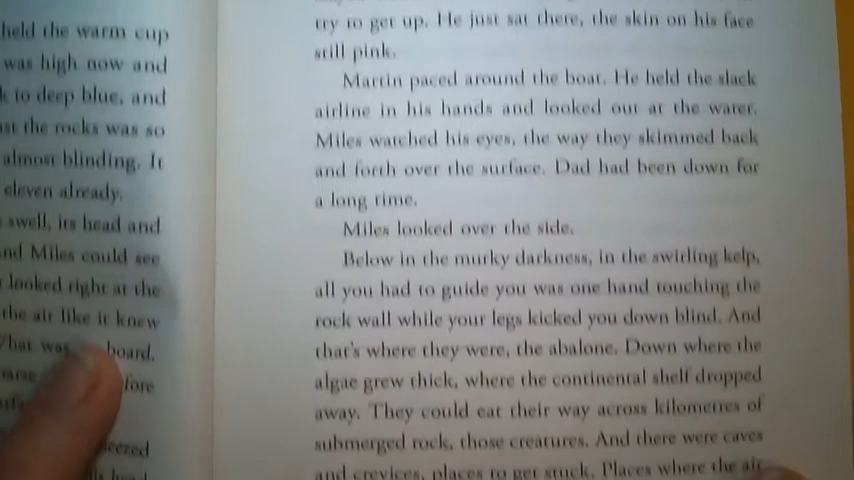 held the warm cup
was high now and
k to deep blue, and
st the rocks was so
almost blinding. It
eleven already.
swell, its head and
nd Miles could see
looked right at the
the air like it knew
What was board.
fore
eezed
try to get up. He just sat there, the skin on his face
still pink.
Martin paced around the boat. He held the slack
airline in his hands and looked out at the water.
Miles watched his eyes, the way they skimmed back
and forth over the surface. Dad had been down for
a long time.
Miles looked over the side.
Below in the murky darkness, in the swirling kelp,
all you had to guide you was one hand touching the
rock wall while your legs kicked you down blind. And
that's where they were, the abalone. Down where the
algae grew thick, where the continental shelf dropped
away. They could eat their way across kilometres of
submerged rock, those creatures. And there were caves
and crevices, places to get stuck. Places where the air